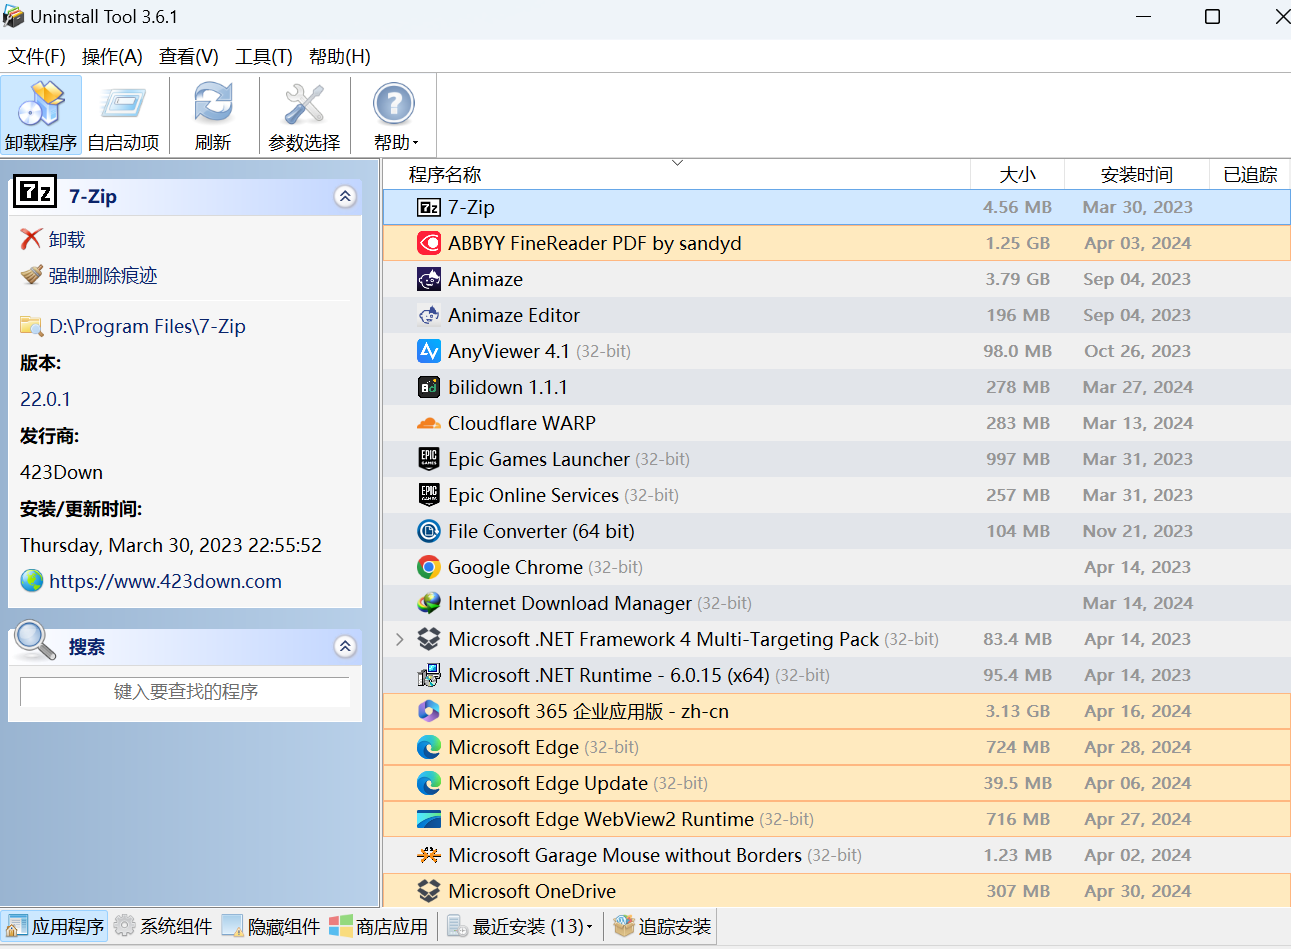 Uninstall Tool 3.6.1
文件(F) 操作(A) 查看(V) 工具(T) 帮助(H)
卸载程序 自启动项 刷新 参数选择 帮助
7-Zip
卸载
强制删除痕迹
D:\Program Files\7-Zip
版本:
22.0.1
发行商:
423Down
安装/更新时间:
Thursday, March 30, 2023 22:55:52
https://www.423down.com
搜索
键入要查找的程序
程序名称 大小 安装时间 已追踪
7-Zip 4.56 MB Mar 30, 2023
ABBYY FineReader PDF by sandyd 1.25 GB Apr 03, 2024
Animaze 3.79 GB Sep 04, 2023
Animaze Editor 196 MB Sep 04, 2023
AnyViewer 4.1 (32-bit) 98.0 MB Oct 26, 2023
bilidown 1.1.1 278 MB Mar 27, 2024
Cloudflare WARP 283 MB Mar 13, 2024
Epic Games Launcher (32-bit) 997 MB Mar 31, 2023
Epic Online Services (32-bit) 257 MB Mar 31, 2023
File Converter (64 bit) 104 MB Nov 21, 2023
Google Chrome (32-bit) Apr 14, 2023
Internet Download Manager (32-bit) Mar 14, 2024
Microsoft .NET Framework 4 Multi-Targeting Pack (32-bit) 83.4 MB Apr 14, 2023
Microsoft .NET Runtime - 6.0.15 (x64) (32-bit) 95.4 MB Apr 14, 2023
Microsoft 365 企业应用版 - zh-cn 3.13 GB Apr 16, 2024
Microsoft Edge (32-bit) 724 MB Apr 28, 2024
Microsoft Edge Update (32-bit) 39.5 MB Apr 06, 2024
Microsoft Edge WebView2 Runtime (32-bit) 716 MB Apr 27, 2024
Microsoft Garage Mouse without Borders (32-bit) 1.23 MB Apr 02, 2024
Microsoft OneDrive 307 MB Apr 30, 2024
应用程序 系统组件 隐藏组件 商店应用 最近安装 (13) 追踪安装